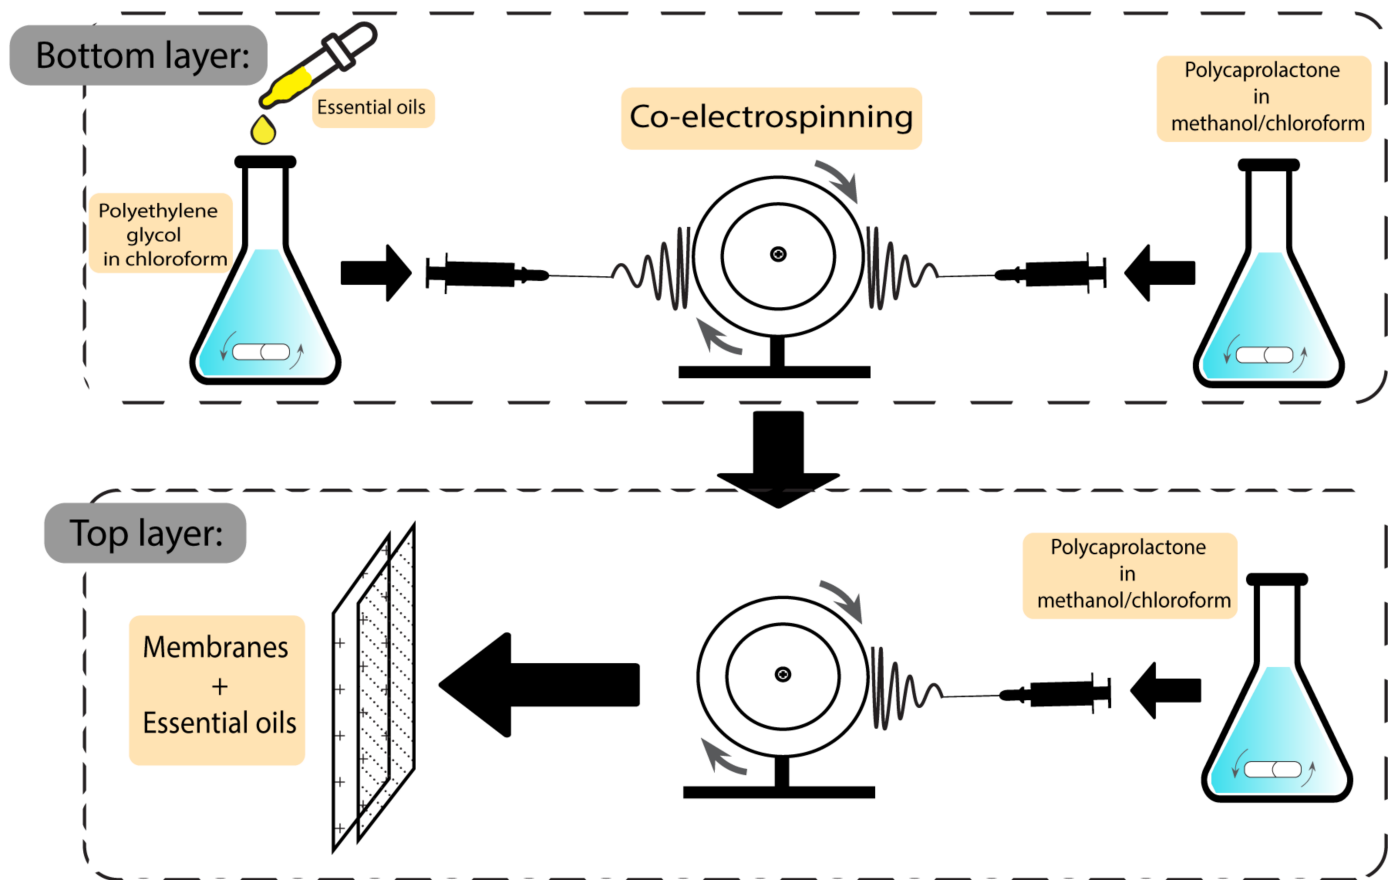 Bottom layer:
Essential oils
Polyethylene
glycol
in chloroform
Co-electrospinning
Polycaprolactone
in
methanol/chloroform
Top layer:
Membranes
+
Essential oils
Polycaprolactone
in
methanol/chloroform